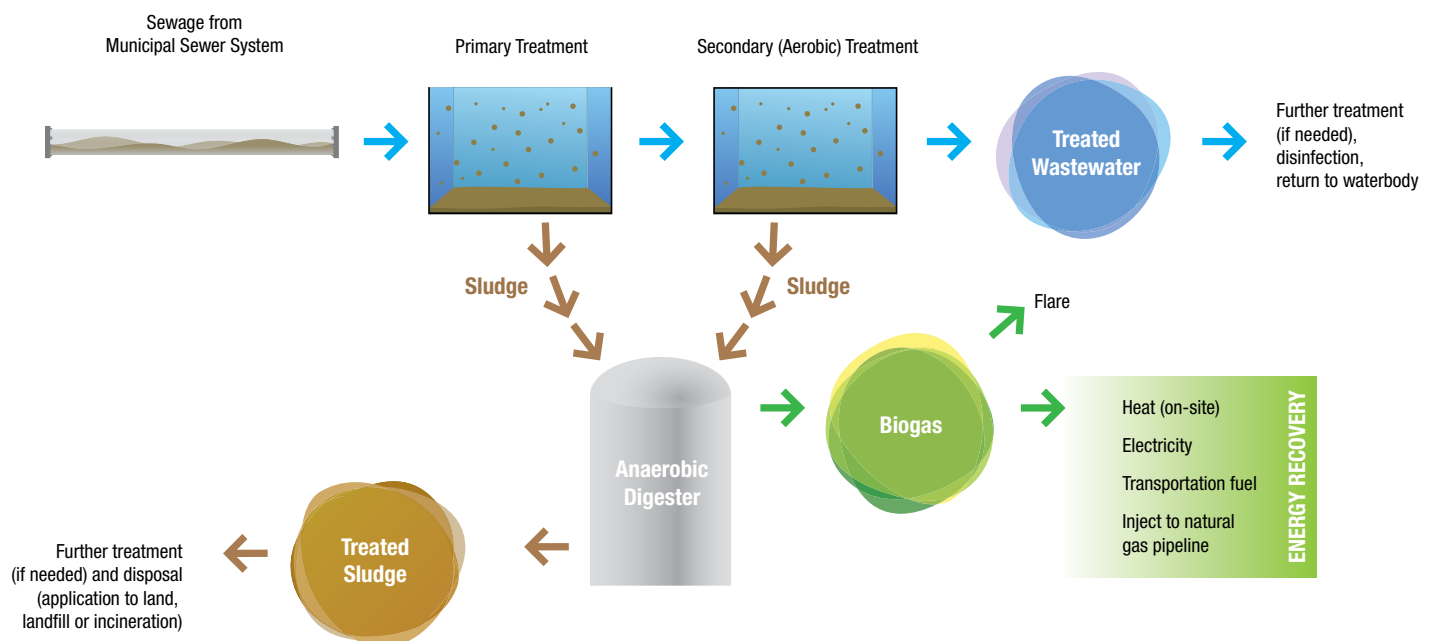 Sewage from
Municipal Sewer System
Primary Treatment
Secondary (Aerobic) Treatment
Treated
Wastewater
Further treatment
(if needed),
disinfection,
return to waterbody
Sludge
Sludge
Flare
Anaerobic
Digester
Biogas
Heat (on-site)
Electricity
Transportation fuel
Inject to natural
gas pipeline
ENERGY RECOVERY
Treated
Sludge
Further treatment
(if needed) and disposal
(application to land,
landfill or incineration)